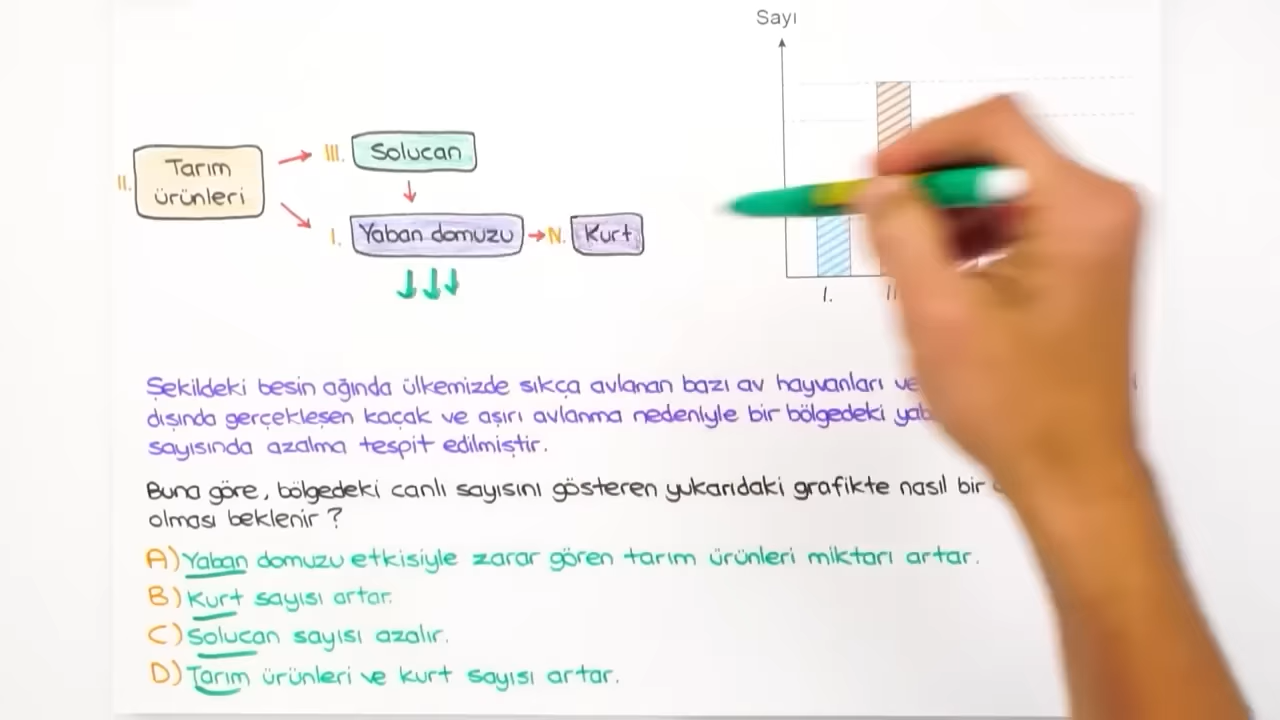 Sayı
Tarım
ürünleri
II.
III.
Solucan
I.
Yaban domuzu
IV.
Kurt
I.
Şekildeki besin ağında ülkemizde sıkça avlanan bazı av hayvanları ve
dışında gerçekleşen kaçak ve aşırı avlanma nedeniyle bir bölgedeki
sayısında azalma tespit edilmiştir.
Buna göre, bölgedeki canlı sayısını gösteren yukarıdaki grafikte nasıl bir
olması beklenir?
A) Yaban domuzu etkisiyle zarar gören tarım ürünleri miktarı artar.
B) Kurt sayısı artar.
C) Solucan sayısı azalır.
D) Tarım ürünleri ve kurt sayısı artar.